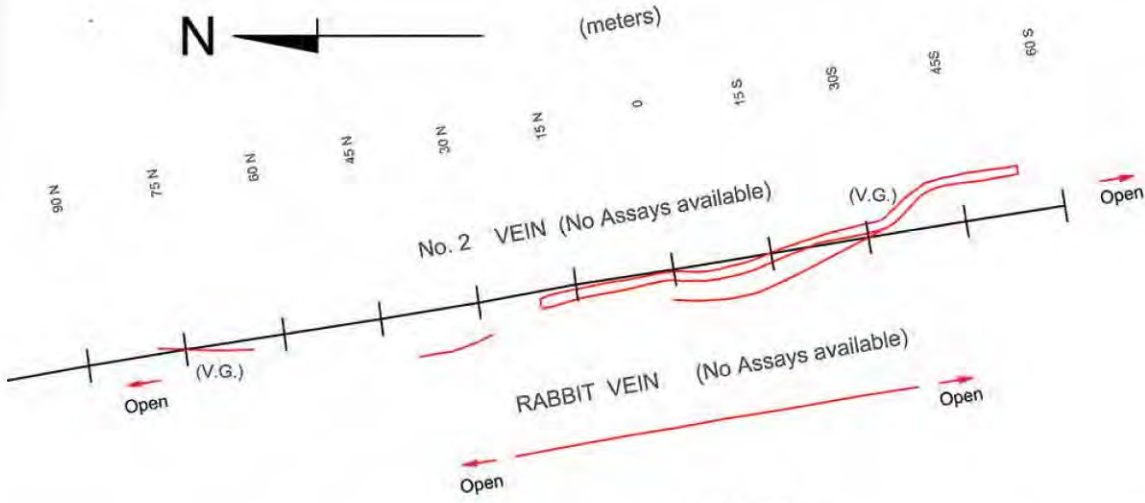 N
(meters)
90 N
75 N
60 N
45 N
30 N
15 N
0
15 S
30S
45S
60 S
No. 2 VEIN (No Assays available)
(V.G.)
Open
(V.G.)
Open
RABBIT VEIN (No Assays available)
Open
Open